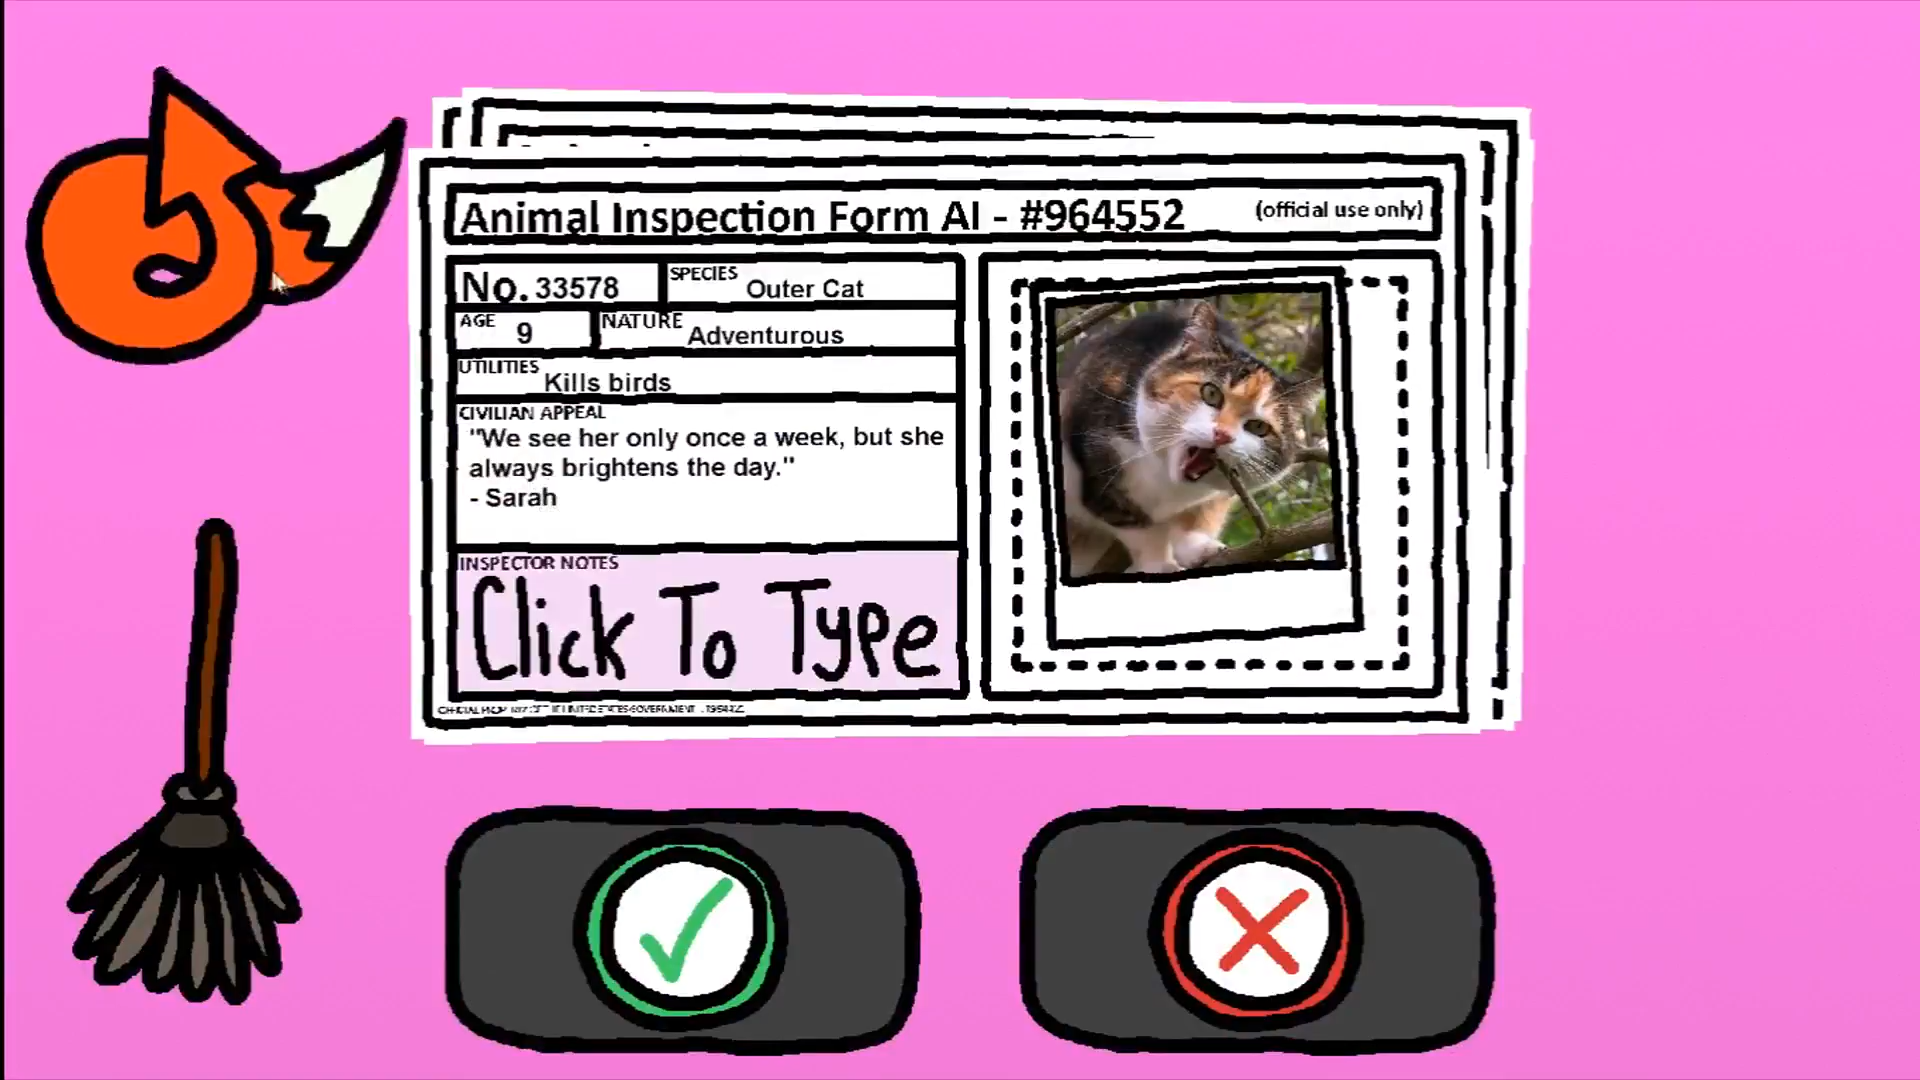 Animal Inspection Form AI - #964552
(official use only)
No. 33578
SPECIES Outer Cat
AGE 9
NATURE Adventurous
UTILITIES Kills birds
CIVILIAN APPEAL
"We see her only once a week, but she
always brightens the day."
- Sarah
INSPECTOR NOTES
Click To Type